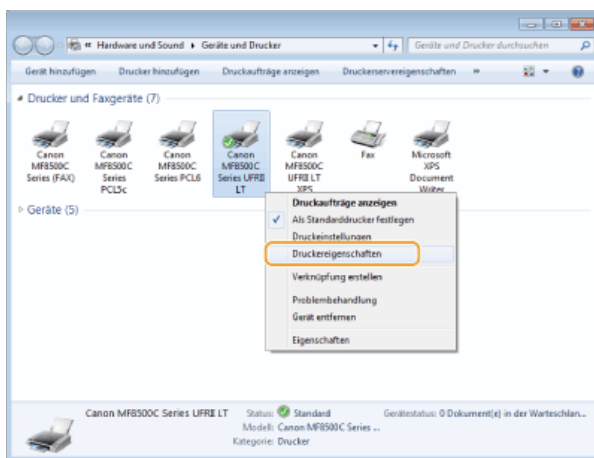 « Hardware und Sound ▸ Geräte und Drucker
Geräte und Drucker durchsuchen
Gerät hinzufügen Drucker hinzufügen Druckaufträge anzeigen Druckerservereigenschaften »
Drucker und Faxgeräte (7)
Canon MF8500C Series (FAX)
Canon MF8500C Series PCL5c
Canon MF8500C Series PCL6
Canon MF8500C Series UFRII LT
Canon MF8500C UFRII LT XPS
Fax
Microsoft XPS Document Writer
Geräte (5)
Druckaufträge anzeigen
Als Standarddrucker festlegen
Druckeinstellungen
Druckereigenschaften
Verknüpfung erstellen
Problembehandlung
Gerät entfernen
Eigenschaften
Canon MF8500C Series UFRII LT Status: Standard Gerätestatus: 0 Dokument(e) in der Warteschlan...
Modell: Canon MF8500C Series ...
Kategorie: Drucker